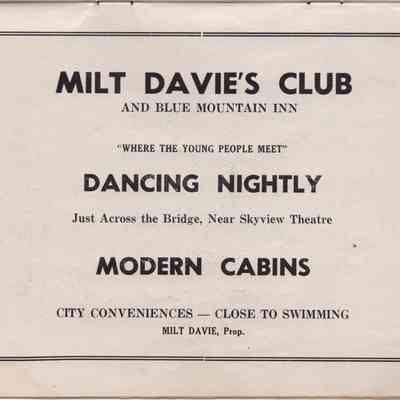 MILT DAVIE'S CLUB
AND BLUE MOUNTAIN INN
"WHERE THE YOUNG PEOPLE MEET"
DANCING NIGHTLY
Just Across the Bridge, Near Skyview Theatre
MODERN CABINS
CITY CONVENIENCES — CLOSE TO SWIMMING
MILT DAVIE, Prop.